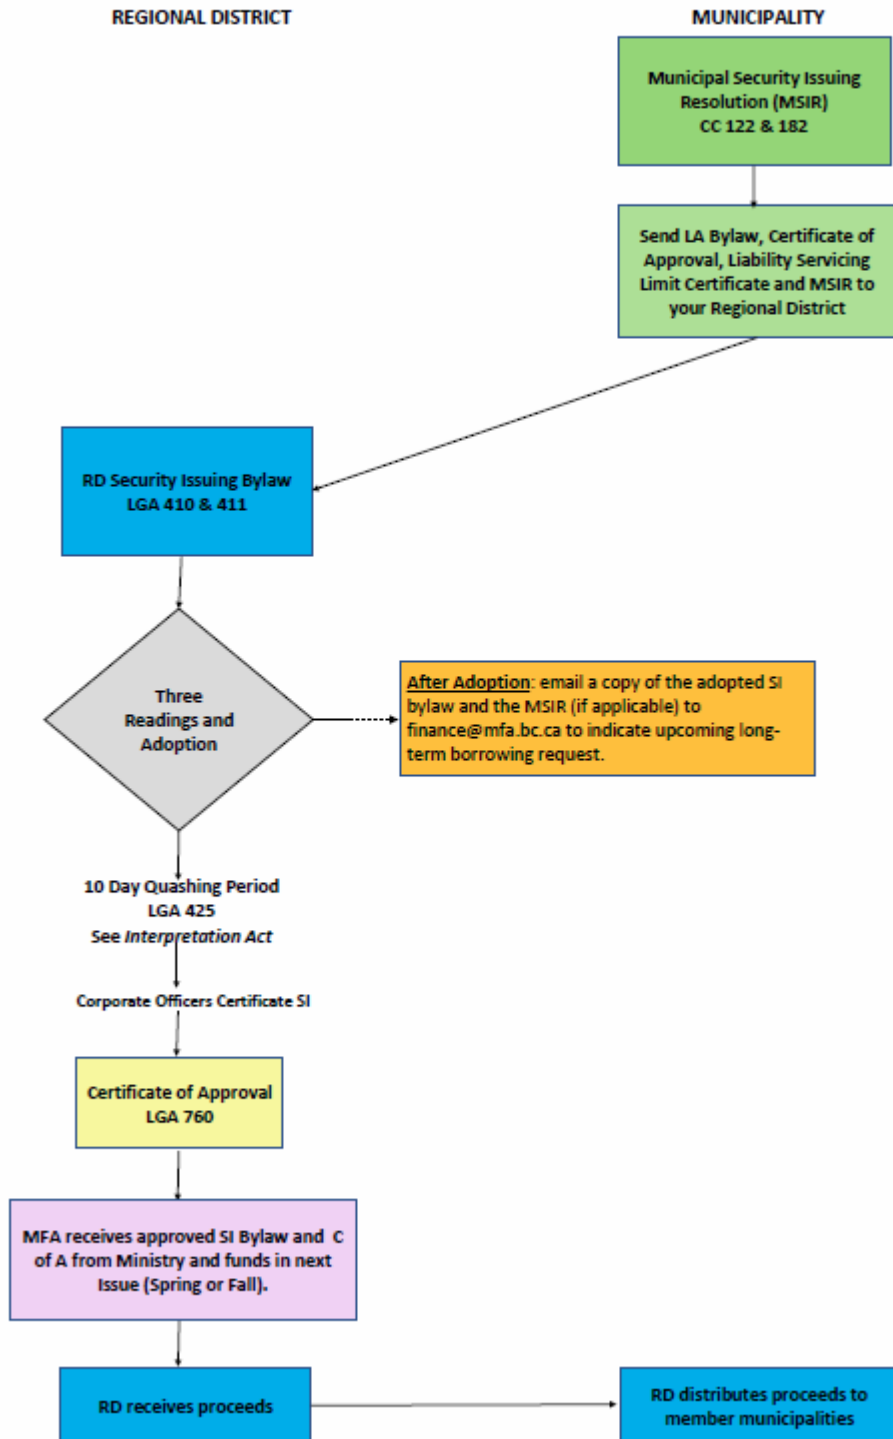 REGIONAL DISTRICT
MUNICIPALITY
Municipal Security Issuing
Resolution (MSIR)
CC 122 & 182
Send LA Bylaw, Certificate of
Approval, Liability Servicing
Limit Certificate and MSIR to
your Regional District
RD Security Issuing Bylaw
LGA 410 & 411
Three
Readings and
Adoption
After Adoption: email a copy of the adopted SI
bylaw and the MSIR (if applicable) to
finance@mfa.bc.ca to indicate upcoming long-
term borrowing request.
10 Day Quashing Period
LGA 425
See Interpretation Act
Corporate Officers Certificate SI
Certificate of Approval
LGA 760
MFA receives approved SI Bylaw and C
of A from Ministry and funds in next
Issue (Spring or Fall).
RD receives proceeds
RD distributes proceeds to
member municipalities